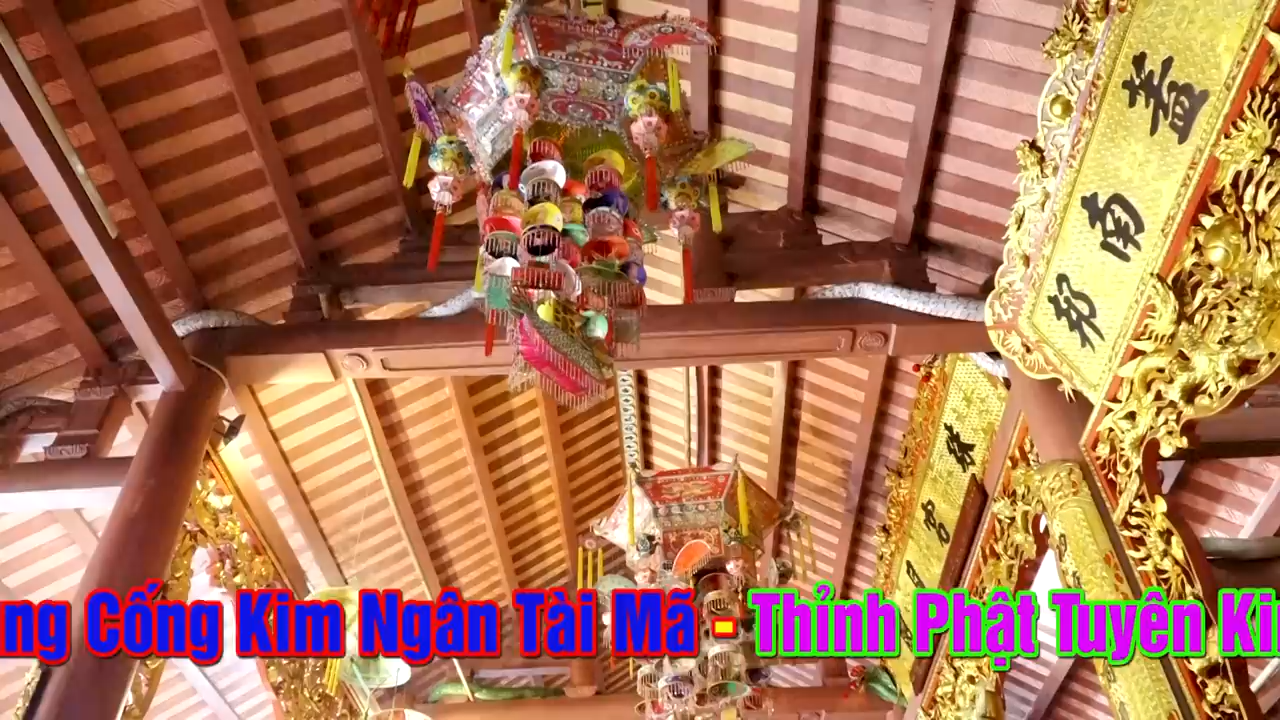 蓋
南
邦
ng Cống Kim Ngân Tài Mã - Thỉnh Phật Tuyên Ki